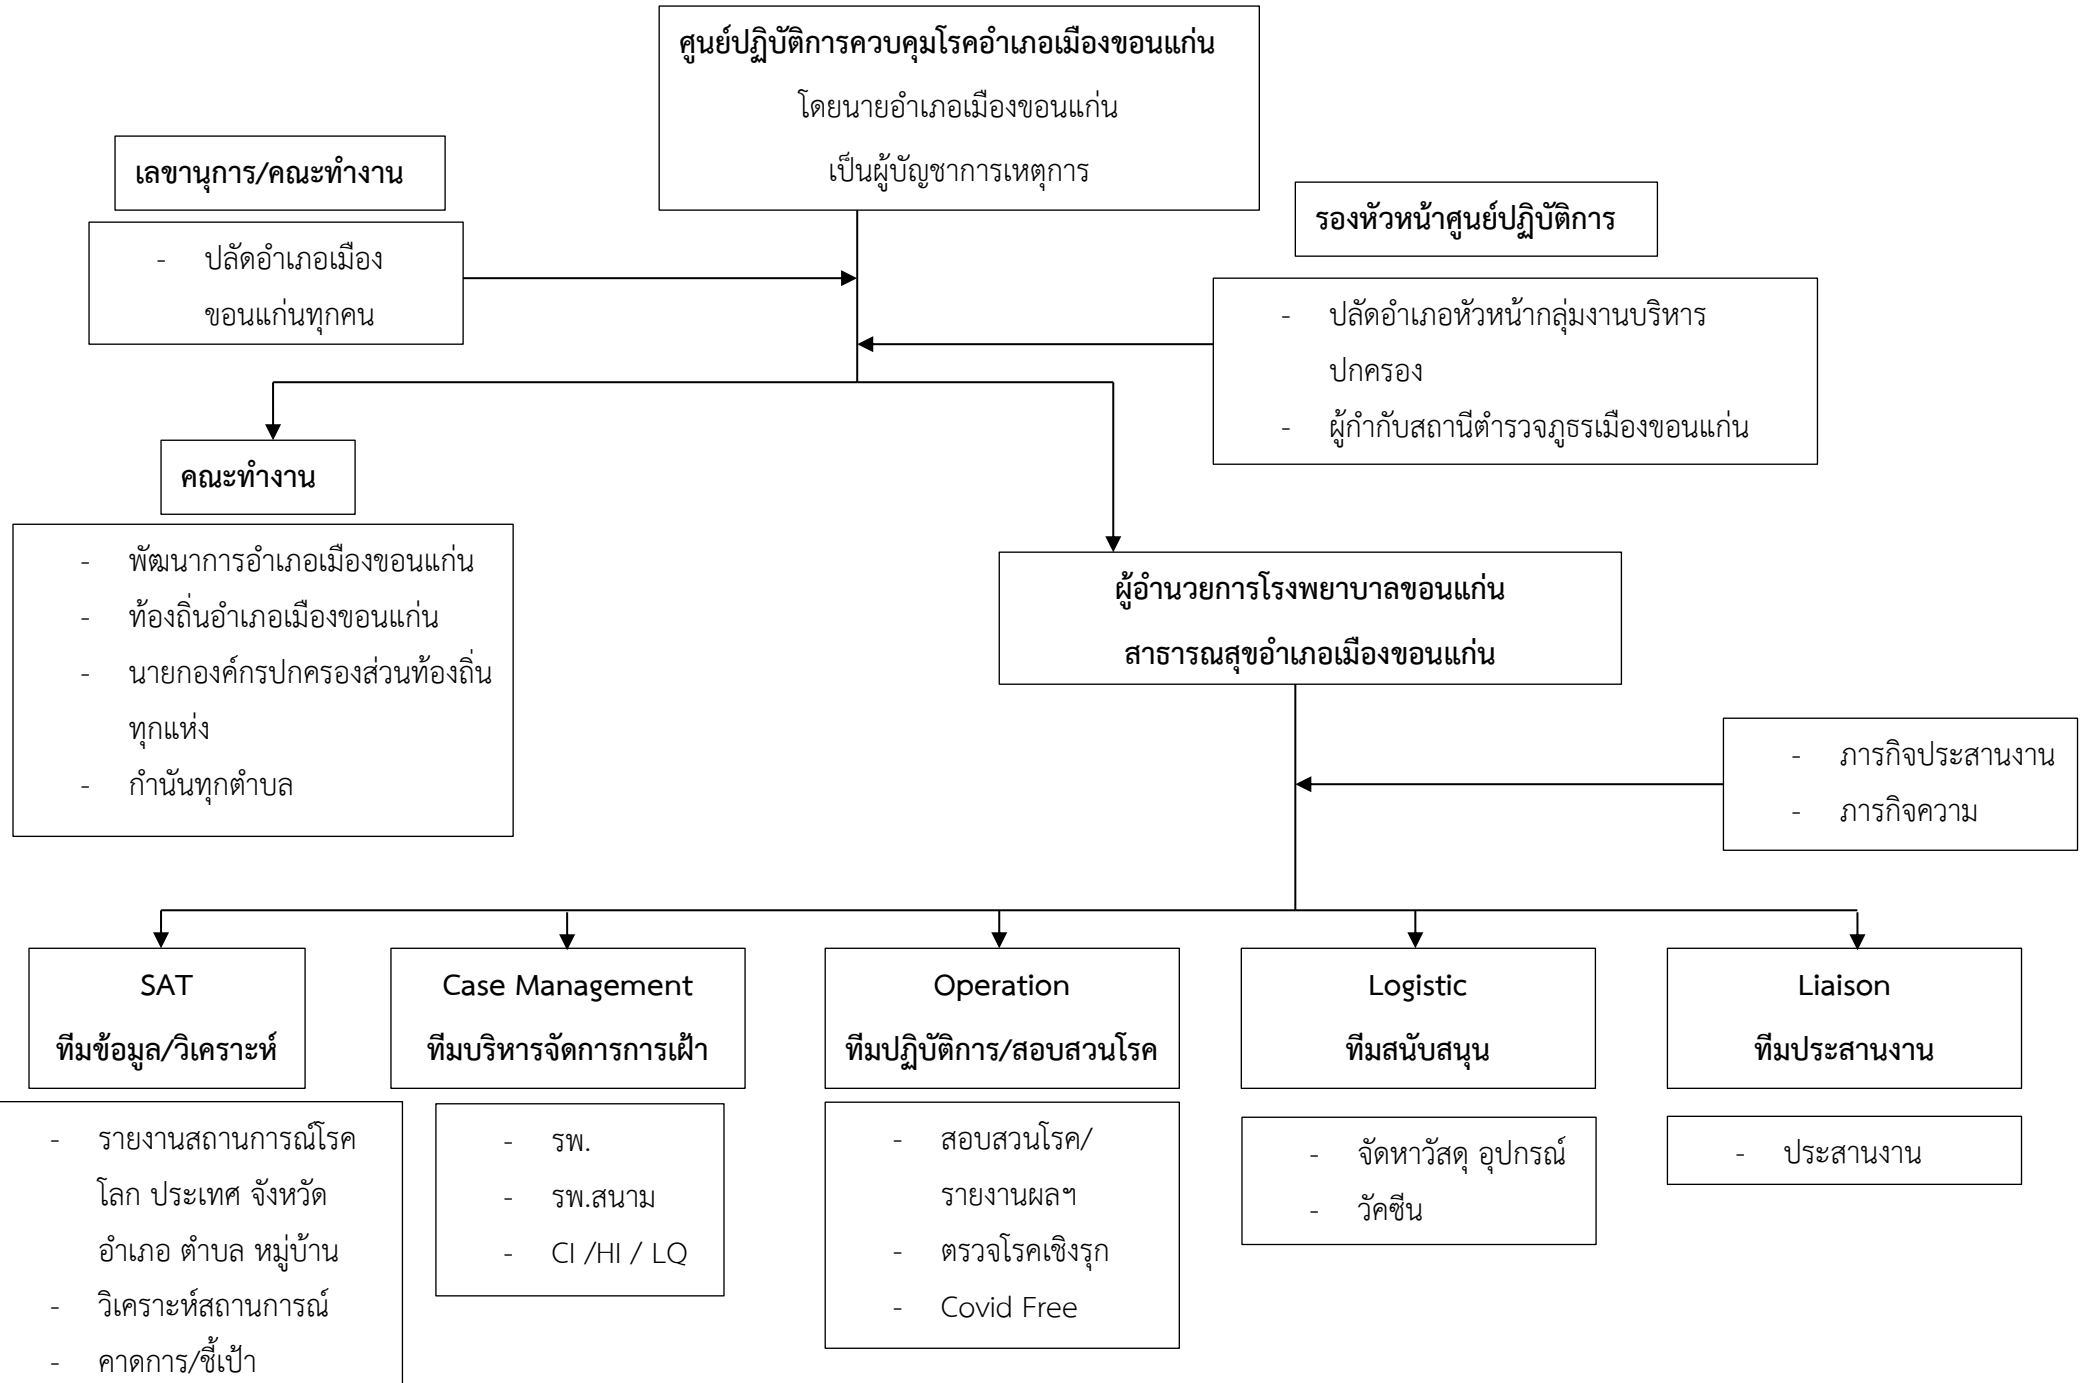 ศูนย์ปฏิบัติการควบคุมโรคอำเภอเมืองขอนแก่น
โดยนายอำเภอเมืองขอนแก่น
เป็นผู้บัญชาการเหตุการ
เลขานุการ/คณะทำงาน
- ปลัดอำเภอเมือง
ขอนแก่นทุกคน
รองหัวหน้าศูนย์ปฏิบัติการ
- ปลัดอำเภอหัวหน้ากลุ่มงานบริหาร
ปกครอง
- ผู้กำกับสถานีตำรวจภูธรเมืองขอนแก่น
คณะทำงาน
- พัฒนาการอำเภอเมืองขอนแก่น
- ท้องถิ่นอำเภอเมืองขอนแก่น
- นายกองค์กรปกครองส่วนท้องถิ่น
ทุกแห่ง
- กำนันทุกตำบล
ผู้อำนวยการโรงพยาบาลขอนแก่น
สาธารณสุขอำเภอเมืองขอนแก่น
- ภารกิจประสานงาน
- ภารกิจความ
SAT
ทีมข้อมูล/วิเคราะห์
- รายงานสถานการณ์โรค
โลก ประเทศ จังหวัด
อำเภอ ตำบล หมู่บ้าน
- วิเคราะห์สถานการณ์
- คาดการ/ชี้เป้า
Case Management
ทีมบริหารจัดการการเฝ้า
- รพ.
- รพ.สนาม
- CI /HI / LQ
Operation
ทีมปฏิบัติการ/สอบสวนโรค
- สอบสวนโรค/
รายงานผลฯ
- ตรวจโรคเชิงรุก
- Covid Free
Logistic
ทีมสนับสนุน
- จัดหาวัสดุ อุปกรณ์
- วัคซีน
Liaison
ทีมประสานงาน
- ประสานงาน